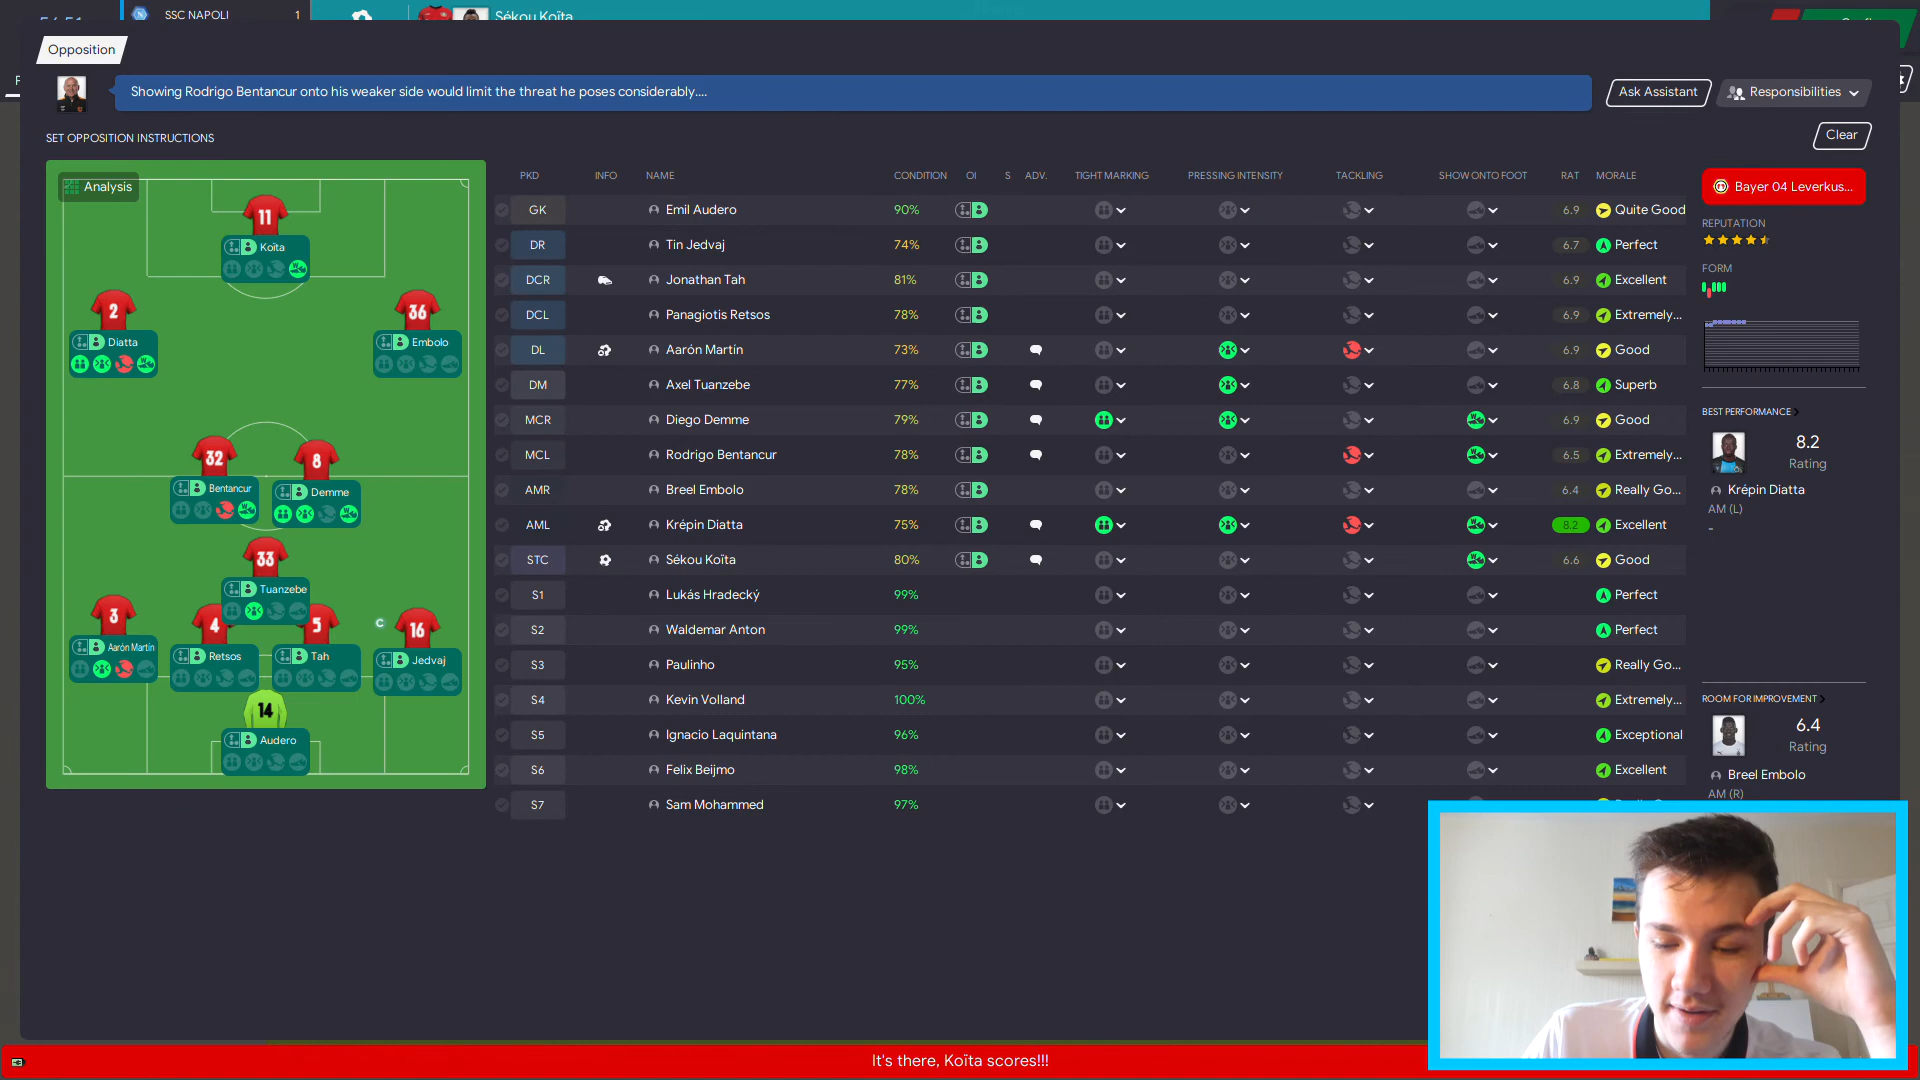 SSC NAPOLI 1 Sékou Koïta
Opposition
Showing Rodrigo Bentancur onto his weaker side would limit the threat he poses considerably....
Ask Assistant
Responsibilities
SET OPPOSITION INSTRUCTIONS
Clear
Analysis
11
Koïta
2
Diatta
36
Embolo
32
Bentancur
8
Demme
33
Tuanzebe
3
Aarón Martín
4
Retsos
5
Tah
C
16
Jedvaj
14
Audero
PKD INFO NAME CONDITION OI S ADV. TIGHT MARKING PRESSING INTENSITY TACKLING SHOW ONTO FOOT RAT MORALE
GK Emil Audero 90% 6.9 Quite Good
DR Tin Jedvaj 74% 6.7 Perfect
DCR Jonathan Tah 81% 6.9 Excellent
DCL Panagiotis Retsos 78% 6.9 Extremely...
DL Aarón Martín 73% 6.9 Good
DM Axel Tuanzebe 77% 6.8 Superb
MCR Diego Demme 79% 6.9 Good
MCL Rodrigo Bentancur 78% 6.5 Extremely...
AMR Breel Embolo 78% 6.4 Really Go...
AML Krépin Diatta 75% 8.2 Excellent
STC Sékou Koïta 80% 6.6 Good
S1 Lukás Hradecký 99% Perfect
S2 Waldemar Anton 99% Perfect
S3 Paulinho 95% Really Go...
S4 Kevin Volland 100% Extremely...
S5 Ignacio Laquintana 96% Exceptional
S6 Felix Beijmo 98% Excellent
S7 Sam Mohammed 97%
Bayer 04 Leverkus...
REPUTATION
FORM
BEST PERFORMANCE
8.2
Rating
Krépin Diatta
AM (L)
-
ROOM FOR IMPROVEMENT
6.4
Rating
Breel Embolo
AM (R)
It's there, Koïta scores!!!